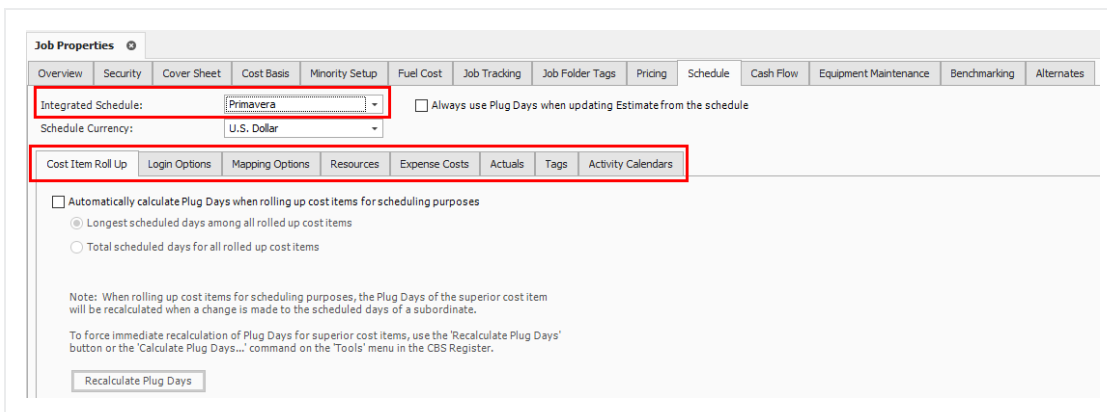 Job Properties
Overview Security Cover Sheet Cost Basis Minority Setup Fuel Cost Job Tracking Job Folder Tags Pricing Schedule Cash Flow Equipment Maintenance Benchmarking Alternates
Integrated Schedule: Primavera Always use Plug Days when updating Estimate from the schedule
Schedule Currency: U.S. Dollar
Cost Item Roll Up Login Options Mapping Options Resources Expense Costs Actuals Tags Activity Calendars
Automatically calculate Plug Days when rolling up cost items for scheduling purposes
Longest scheduled days among all rolled up cost items
Total scheduled days for all rolled up cost items
Note: When rolling up cost items for scheduling purposes, the Plug Days of the superior cost item
will be recalculated when a change is made to the scheduled days of a subordinate.
To force immediate recalculation of Plug Days for superior cost items, use the 'Recalculate Plug Days'
button or the 'Calculate Plug Days...' command on the 'Tools' menu in the CBS Register.
Recalculate Plug Days